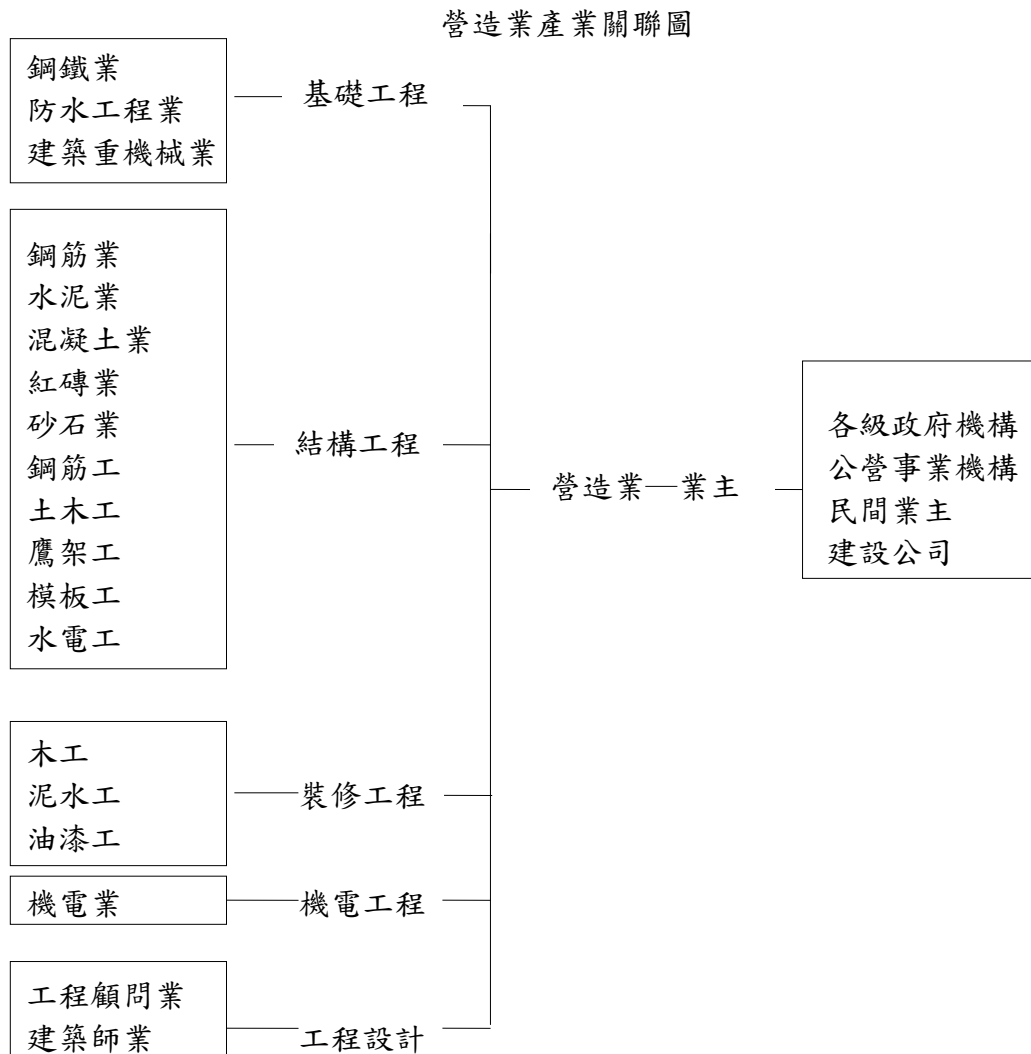 營造業產業關聯圖
鋼鐵業
防水工程業
建築重機械業
基礎工程
鋼筋業
水泥業
混凝土業
紅磚業
砂石業
鋼筋工
土木工
鷹架工
模板工
水電工
結構工程
營造業—業主
各級政府機構
公營事業機構
民間業主
建設公司
木工
泥水工
油漆工
裝修工程
機電業
機電工程
工程顧問業
建築師業
工程設計